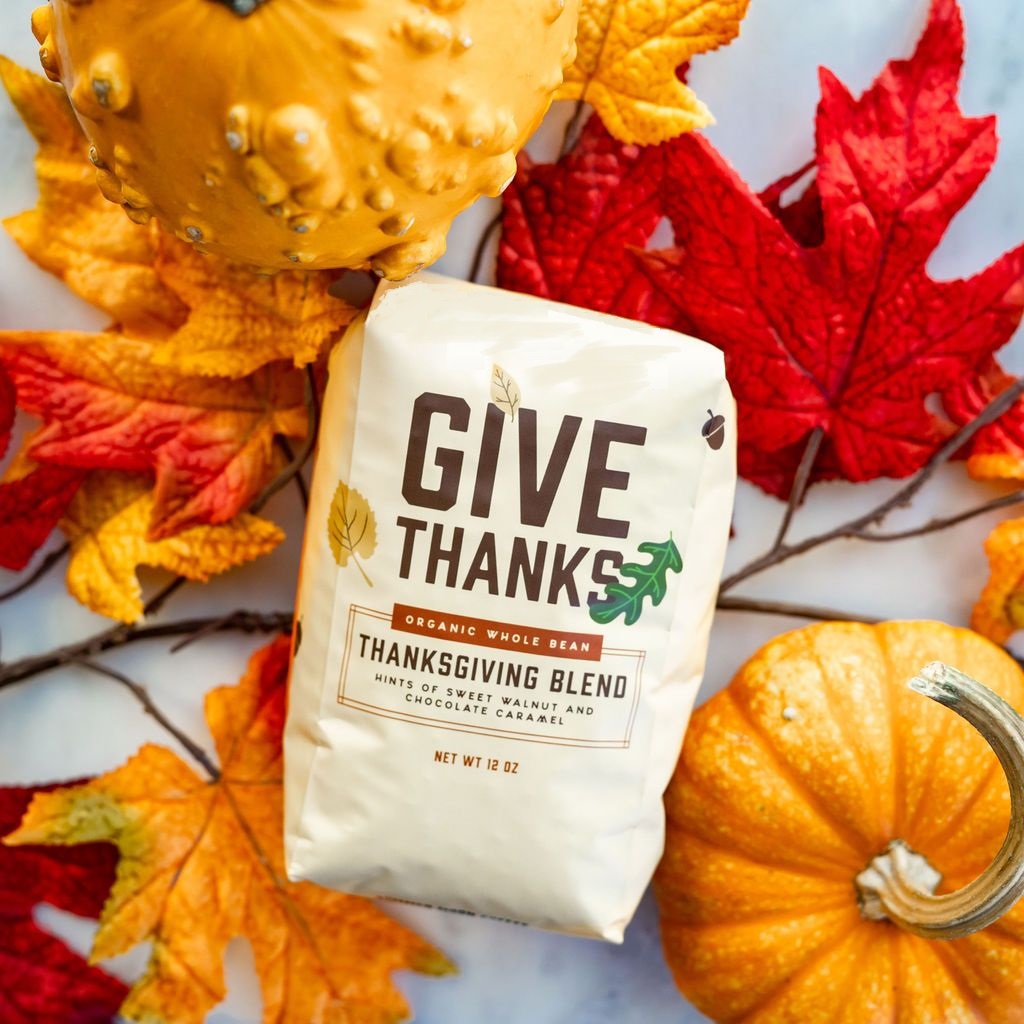 GIVE
THANKS
ORGANIC WHOLE BEAN
THANKSGIVING BLEND
HINTS OF SWEET WALNUT AND
CHOCOLATE CARAMEL
NET WT 12 OZ